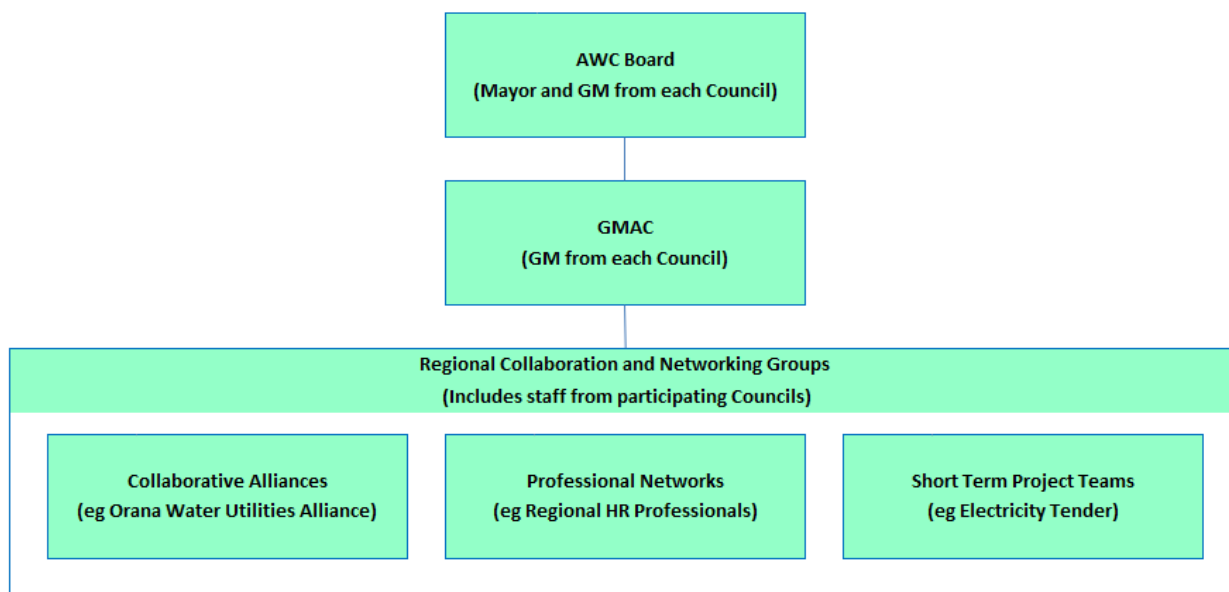 AWC Board
(Mayor and GM from each Council)
GMAC
(GM from each Council)
Regional Collaboration and Networking Groups
(Includes staff from participating Councils)
Collaborative Alliances
(eg Orana Water Utilities Alliance)
Professional Networks
(eg Regional HR Professionals)
Short Term Project Teams
(eg Electricity Tender)